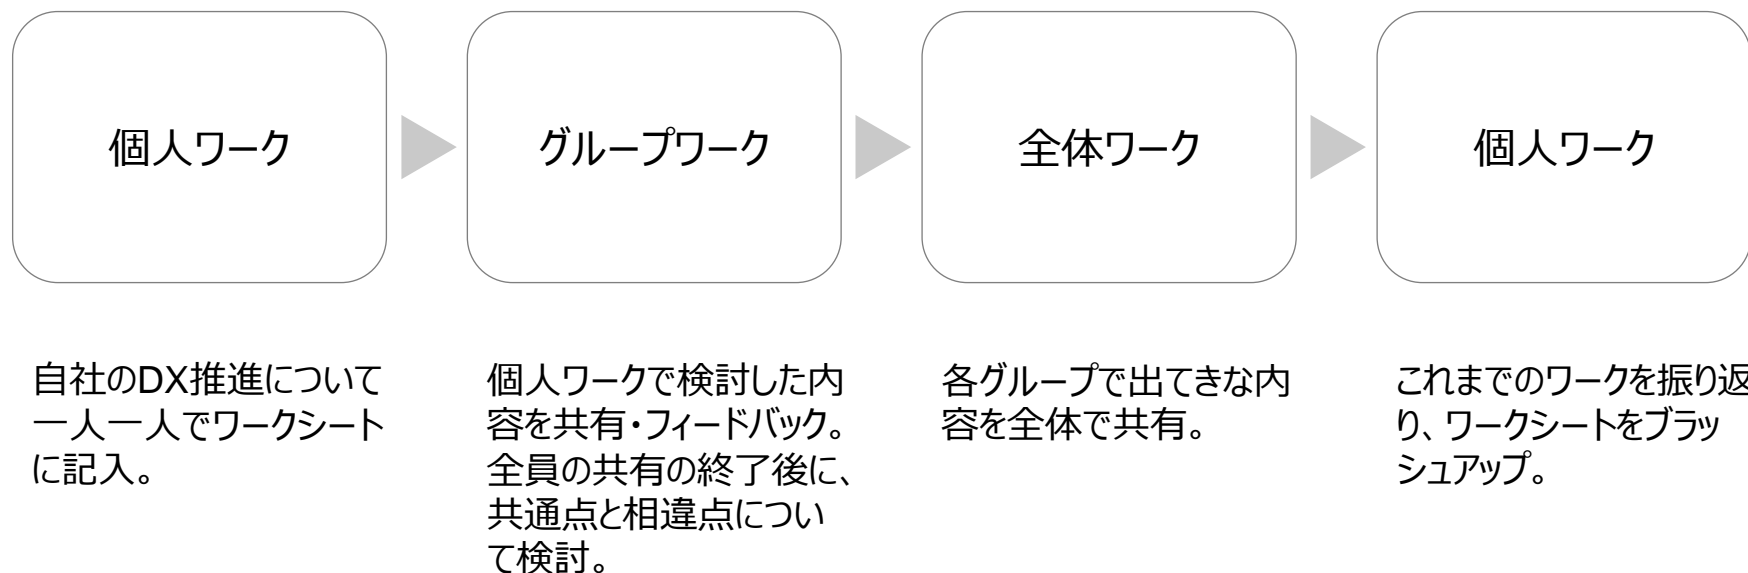 個人ワーク
グループワーク
全体ワーク
個人ワーク
自社のDX推進について
一人一人でワークシート
に記入。
個人ワークで検討した内
容を共有・フィードバック。
全員の共有の終了後に、
共通点と相違点につい
て検討。
各グループで出てきな内
容を全体で共有。
これまでのワークを振り返
り、ワークシートをブラッ
シュアップ。